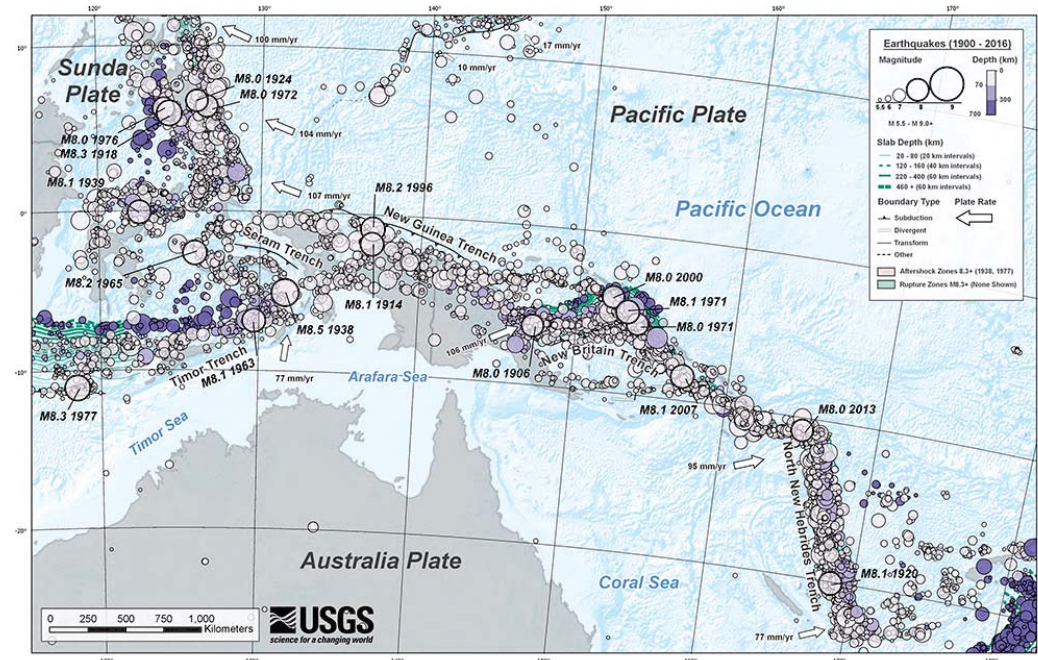 120°
130°
140°
150°
160°
170°
10°
0°
-10°
-20°
Sunda
Plate
100 mm/yr
17 mm/yr
10 mm/yr
M8.0 1924
M8.0 1972
Pacific Plate
104 mm/yr
M8.0 1976
M8.3 1918
M8.1 1939
107 mm/yr
M8.2 1996
Pacific Ocean
New Guinea Trench
Seram Trench
M8.2 1965
M8.1 1914
M8.0 2000
M8.1 1971
M8.0 1971
M8.5 1938
106 mm/yr
New Britain Trench
M8.0 1906
Timor Trench
M8.1 1963
77 mm/yr
Arafara Sea
M8.3 1977
Timor Sea
M8.1 2007
M8.0 2013
95 mm/yr
North New Hebrides Trench
Australia Plate
Coral Sea
M8.1 1920
77 mm/yr
Earthquakes (1900 - 2016)
Magnitude
Depth (km)
5.5 6 7 8 9
0
70
300
700
M 5.5 - M 9.0+
Slab Depth (km)
20 - 80 (20 km intervals)
120 - 160 (40 km intervals)
220 - 400 (60 km intervals)
460 + (60 km intervals)
Boundary Type
Plate Rate
Subduction
Divergent
Transform
Other
Aftershock Zones 8.3+ (1938, 1977)
Rupture Zones M8.3+ (None Shown)
0 250 500 750 1,000
Kilometers
USGS
science for a changing world